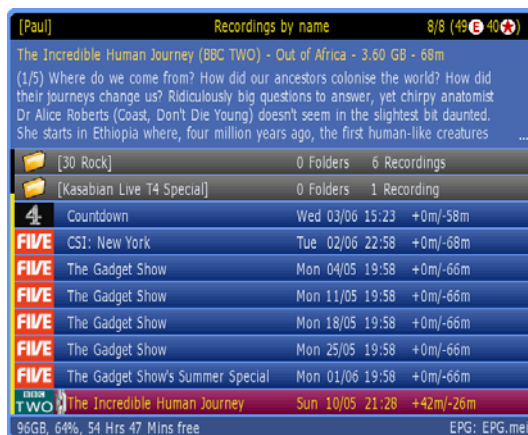 [Paul] Recordings by name 8/8 (49 E 40 )
The Incredible Human Journey (BBC TWO) - Out of Africa - 3.60 GB - 68m
(1/5) Where do we come from? How did our ancestors colonise the world? How did
their journeys change us? Ridiculously big questions to answer, yet chirpy anatomist
Dr Alice Roberts (Coast, Don't Die Young) doesn't seem in the slightest bit daunted.
She starts in Ethiopia where, four million years ago, the first human-like creatures ...
[30 Rock] 0 Folders 6 Recordings
[Kasabian Live T4 Special] 0 Folders 1 Recording
4 Countdown Wed 03/06 15:23 +0m/-58m
FIVE CSI: New York Tue 02/06 22:58 +0m/-68m
FIVE The Gadget Show Mon 04/05 19:58 +0m/-66m
FIVE The Gadget Show Mon 11/05 19:58 +0m/-66m
FIVE The Gadget Show Mon 18/05 19:58 +0m/-66m
FIVE The Gadget Show Mon 25/05 19:58 +0m/-66m
FIVE The Gadget Show's Summer Special Mon 01/06 19:58 +0m/-66m
BBC TWO The Incredible Human Journey Sun 10/05 21:28 +42m/-26m
96GB, 64%, 54 Hrs 47 Mins free EPG: EPG.mei